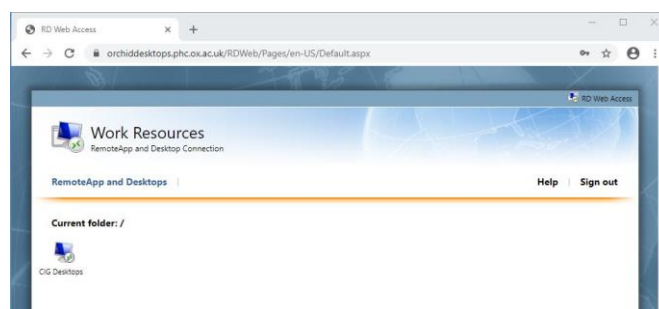 RD Web Access
orchiddesktops.phc.ox.ac.uk/RDWeb/Pages/en-US/Default.aspx
RD Web Access
Work Resources
RemoteApp and Desktop Connection
RemoteApp and Desktops
Help Sign out
Current folder: /
CIG Desktops